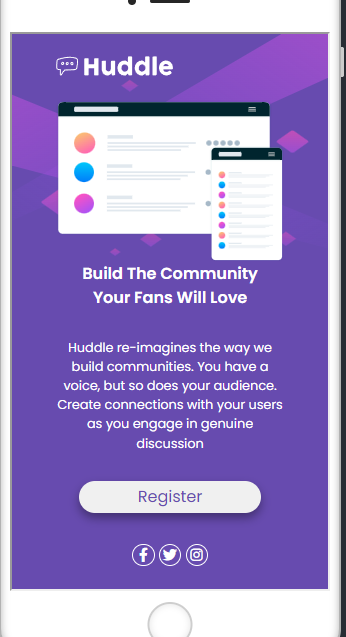 Huddle
Build The Community
Your Fans Will Love
Huddle re-imagines the way we
build communities. You have a
voice, but so does your audience.
Create connections with your users
as you engage in genuine
discussion
Register